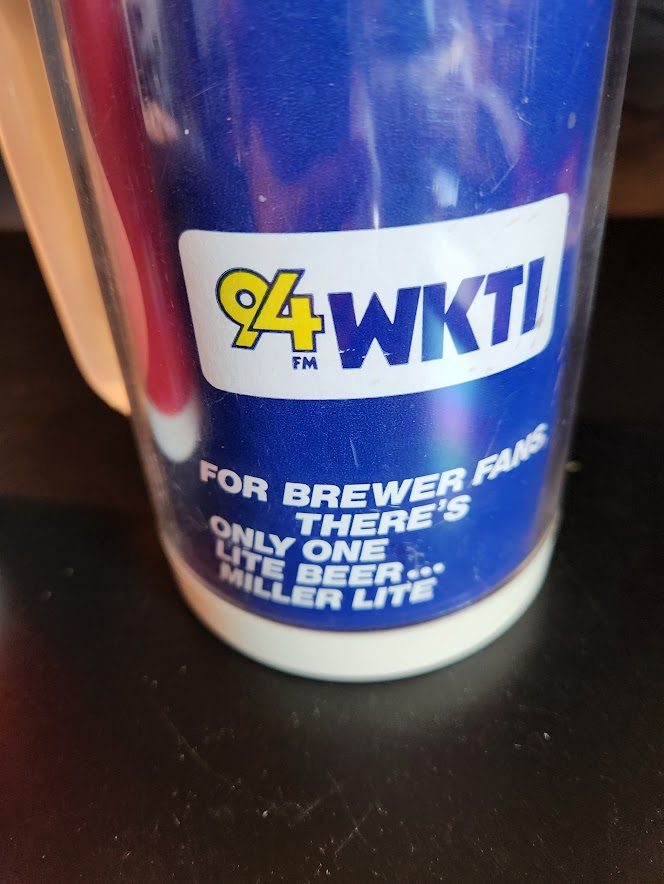 94 WKTI
FM
FOR BREWER FANS
THERE'S
ONLY ONE
LITE BEER...
MILLER LITE